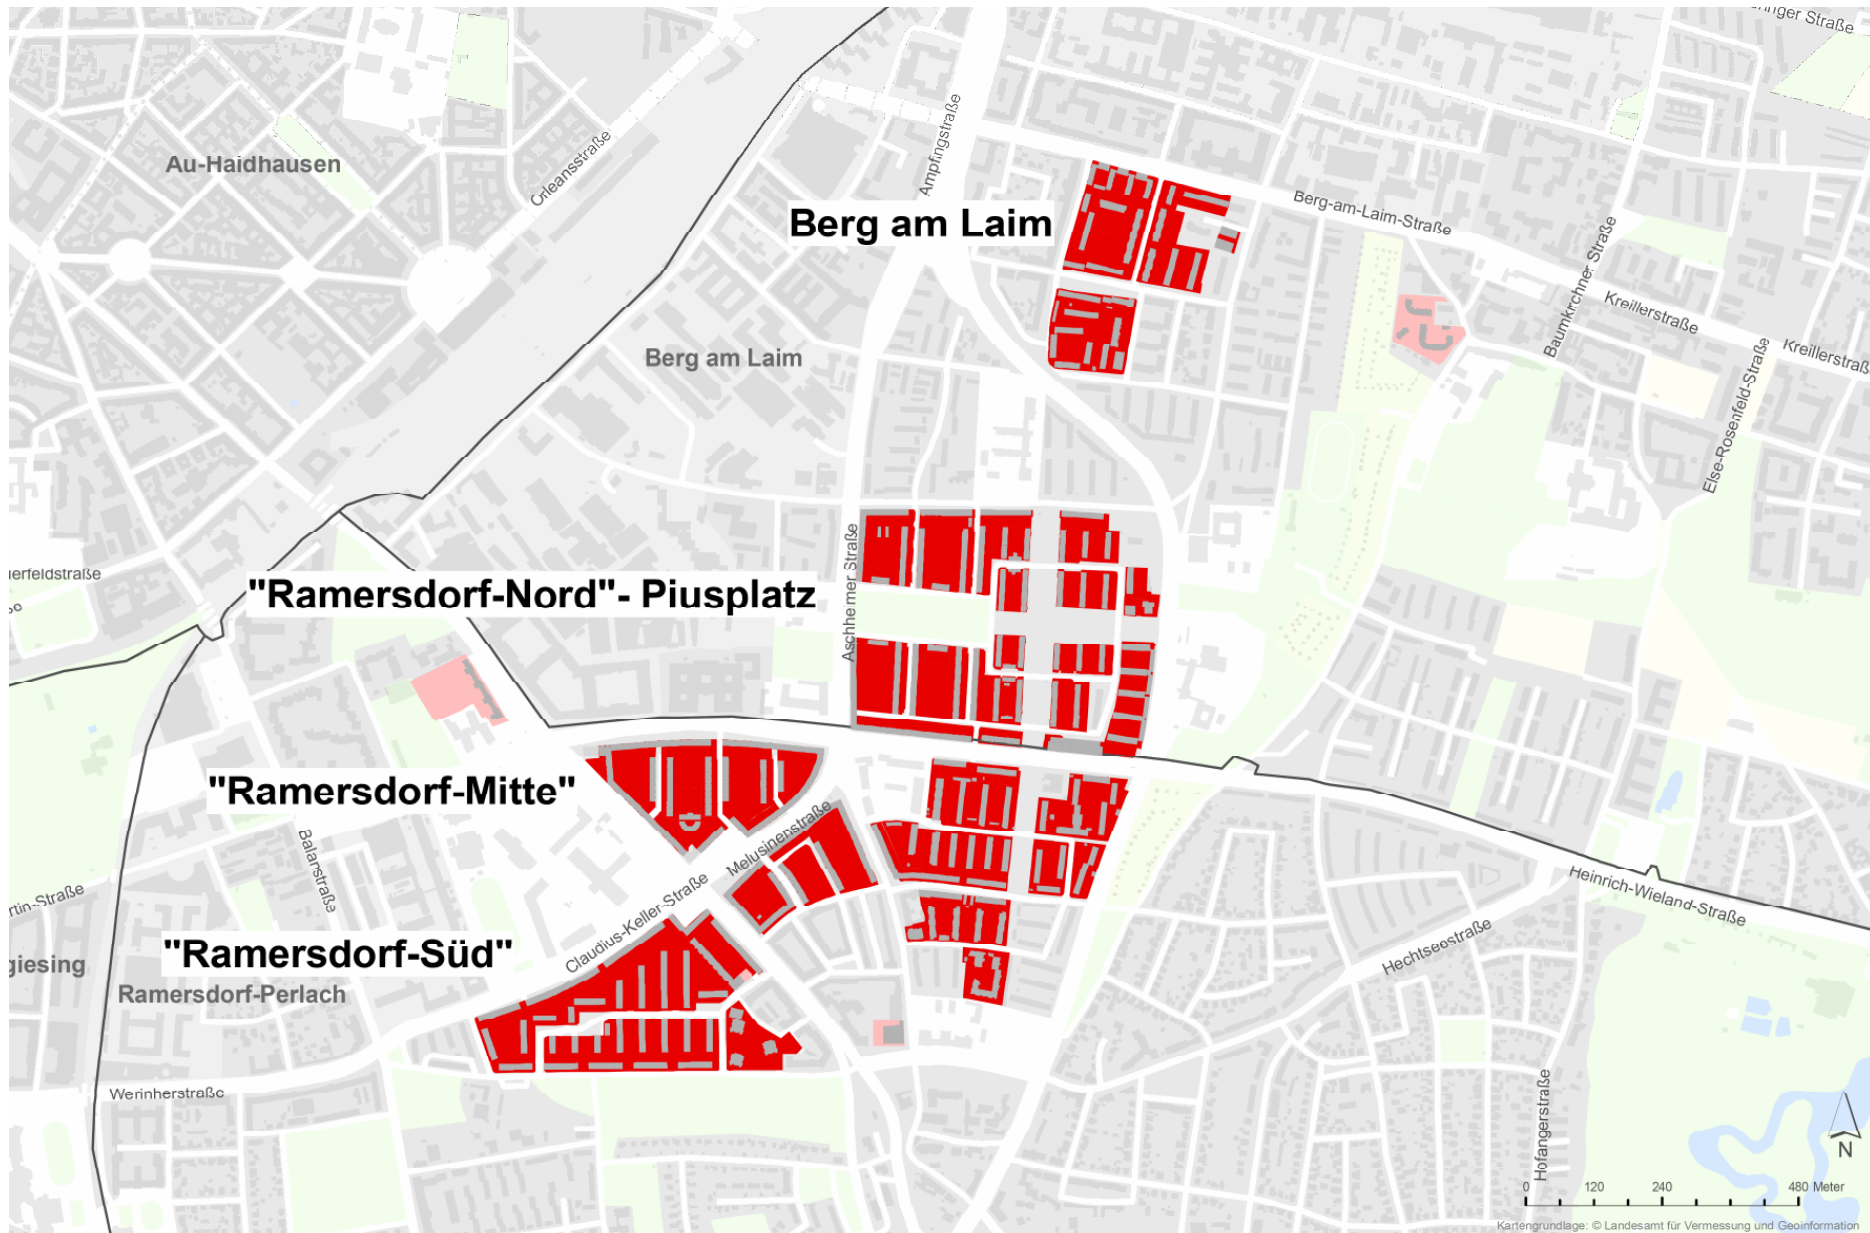 Au-Haidhausen
Orleansstraße
Ampfingstraße
Berg am Laim
Berg-am-Laim-Straße
Baumkirchner Straße
Kreillerstraße
Else-Rosenfeld-Straße
Berg am Laim
Aschheimer Straße
"Ramersdorf-Nord"- Piusplatz
"Ramersdorf-Mitte"
Balanstraße
Melusinenstraße
Claudius-Keller-Straße
"Ramersdorf-Süd"
giesing
Ramersdorf-Perlach
Werinherstraße
Heinrich-Wieland-Straße
Hechtseestraße
Hofangerstraße
N
0 120 240 480 Meter
Kartengrundlage: © Landesamt für Vermessung und Geoinformation